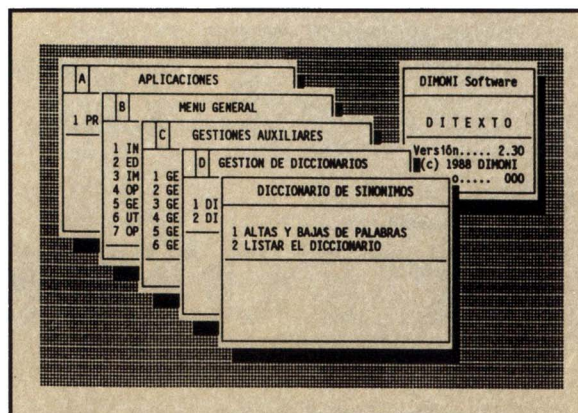 A APLICACIONES
1 PR
B MENU GENERAL
1 IN
2 ED
3 IM
4 OP
5 GE
6 UT
7 OP
C GESTIONES AUXILIARES
1 GE
2 GE
3 GE
4 GE
5 GE
6 GE
D GESTION DE DICCIONARIOS
1 DI
2 DI
DICCIONARIO DE SINONIMOS
1 ALTAS Y BAJAS DE PALABRAS
2 LISTAR EL DICCIONARIO
DIMONI Software
D I T E X T O
Versión..... 2.30
(c) 1988 DIMONI
o..... 000